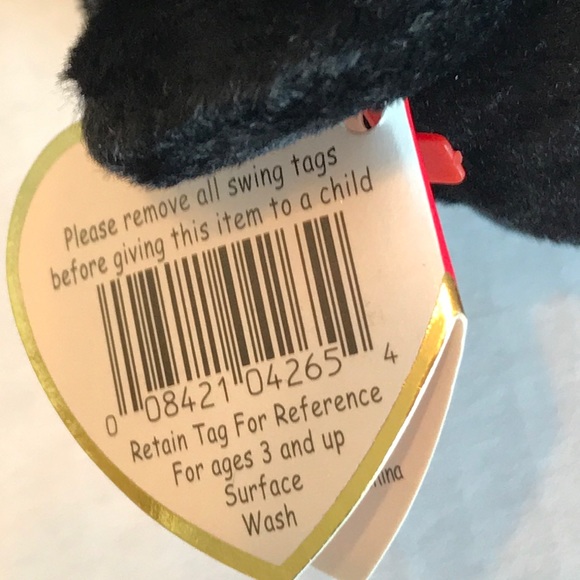 Please remove all swing tags
before giving this item to a child
0 08421 04265 4
Retain Tag For Reference
For ages 3 and up
Surface
Wash